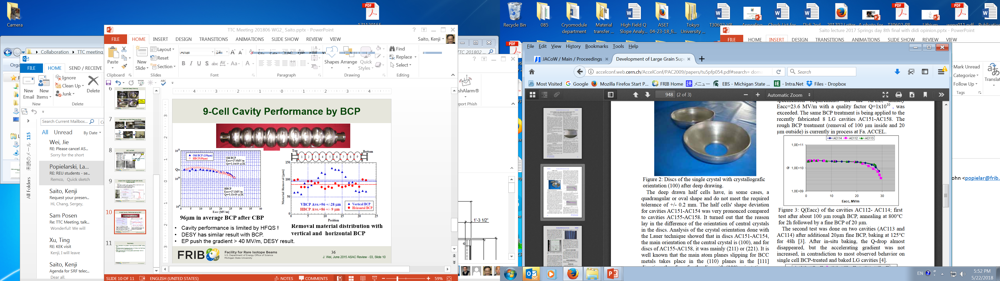 Camera
171130155
TTC Meeting 201806 WG2_ Saito.pptx - PowerPoint
FILE HOME INSERT DESIGN TRANSITIONS ANIMATIONS SLIDE SHOW REVIEW VIEW
Saito, Kenji
Paste
New
Slide
Layout
Reset
Section
Shapes Arrange Quick
Styles
Find
Replace
Select
Clipboard Slides Font Paragraph Drawing Editing
Collaboration TTC meeting
TTC 201802 ...
FILE HOME SEND / RECEIVE
New
Email
New
Items
Ignore
Clean Up
Junk
Delete
New Delete
Search Current Mailbox...
All Unread By Date
未読のメール 115
All Folders
Wei, Jie
RE: Please cancel AS...
Sorry for the short
Popielarski, La...
RE: REU students - se...
Remco, Quick sketch
Saito, Kenji
Request your presen...
Hi, Chang, Sergey,
Sam Posen
Re: TTC Meeting, talk...
Wonderful! We will
Xu, Ting
RE: KEK visit
Kenji, I will leave
Saito, Kenji
Agenda for SRF telec...
Dear all,
6
7
8
9
10
11
Summary
9-Cell Cavity Performance by BCP
Old BCP (150μm)
HBCP(89μm)
Old BCP
Eacc=27.0MV/m
Qo=1.14e10 @2K
HBCP
Eacc=27.1MV/m
Qo=1.11e10 @2K
Qo
0 5 10 15 20 25 30 35 40
Eacc [MV/m]
96μm in average BCP after CBP
Top Bottom
1 2 3 4 5 6 7 8 9
Material Removal [μm]
150
100
50
0
VBCP Ave.=96 +/-28 μm
HBCP Ave.=86 +/- 9 μm
Vertical BCP
Hrizontal BCP
0 5 10 15 20 25
Position
Removal material distribution with
vertical and horizontal BCP
• Cavity performance is limited by HFQS !
• DESY has similar result with BCP.
• EP push the gradient > 40 MV/m, DESY result.
FRIB
Facility for Rare Isotope Beams
U.S. Department of Energy Office of Science
Michigan State University
36
J. Wei, June 2015 ASAC Review - 03, Slide 10
SLIDE 10 OF 11 ENGLISH (UNITED STATES) NOTES COMMENTS 59%
shAlarm®
eport Phish
1'-3 1/2"
Recycle Bin
085
Cryomodule
department
Material
transfer ...
High Field Q
Slope Analy...
ASET
04-23-18_fi...
Tokyo
University ...
T30602-VR
Annealing
Check List for
Didi 2nd
201702 Letter
A photo for
T30602-PR
Lithium
wepe011.pdf
Publication
Saito lecture 2017 Springs day 8th final with didi opinion.pptx - PowerPoint
FILE HOME INSERT DESIGN TRANSITIONS ANIMATIONS SLIDE SHOW REVIEW VIEW
File Edit View History Bookmarks Tools Help
JACoW / Main / Proceedings
Development of Large Grain Sup
accelconf.web.cern.ch/AccelConf/PAC2009/papers/tu5pfp054.pdf#search= doma
Search
Most Visited Google Mozilla Firefox Start P... FRIB Home メニュー EBS - Michigan State ... - Intra.Net Files - Dropbox
948 (2 of 3)
Automatic Zoom
Figure 2: Discs of the single crystal with crystallografic
orientation (100) after deep drawing.
The deep drawn half cells have, in some cases, a
quadrangular or oval shape and do not meet the required
tolerance of +/- 0.2 mm. The half cells' shape deviation
for cavities AC151-AC154 was very prononced compared
to cavities AC155-AC158. It turned out that the reason
lay in the difference of the orientation of central crystals
in the discs. Analysis of the crystal orientation done with
the Lauer technique showed that in discs AC151-AC154,
the main orientation of the central crystal is (100), and for
discs of AC155-AC158, it was mainly (211) or (221). It is
well known that the main atom planes slipping for BCC
metals takes place in the (110) planes in the [111]
Eacc=23.6 MV/m with a quality factor Q=1x10¹⁰ , was
exceeded. The same BCP treatment is being applied to the
recently fabricated 8 LG cavities AC151-AC158. The
rough BCP treatment (removal of 100 µm inside and 20
µm outside) is currently in process at Fa. ACCEL.
AC114 AC112 AC113
1,0E+11
1,0E+10
1,0E+09
Q
0 10 20 30
Eacc, MV/m
Figure 3: Q(Eacc) of the cavities AC112- AC114; first
test after about 100 µm rough BCP, annealing at 800°C
for 2h followed by a fine BCP of 20 µm.
The second test was done on two cavities (AC113 and
AC114) after additional 20µm fine BCP, baking at 125°C
for 48h [3]. After in-situ baking, the Q-drop almost
disappeared, but the accelerating gradient was not
increased, in contradiction to most observed behavior on
single cell BCP-treated and baked LG cavities [4].
Mark Unread
Categorize
Follow Up
Tags
Translat
ohn <popielar@frib.
EN
5:52 PM
5/22/2018